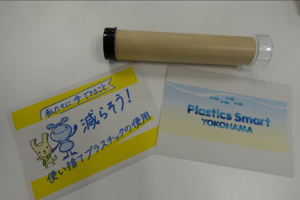 私たちに今できること
減らそう!
使い捨てプラスチックの使用
Plastics Smart
YOKOHAMA